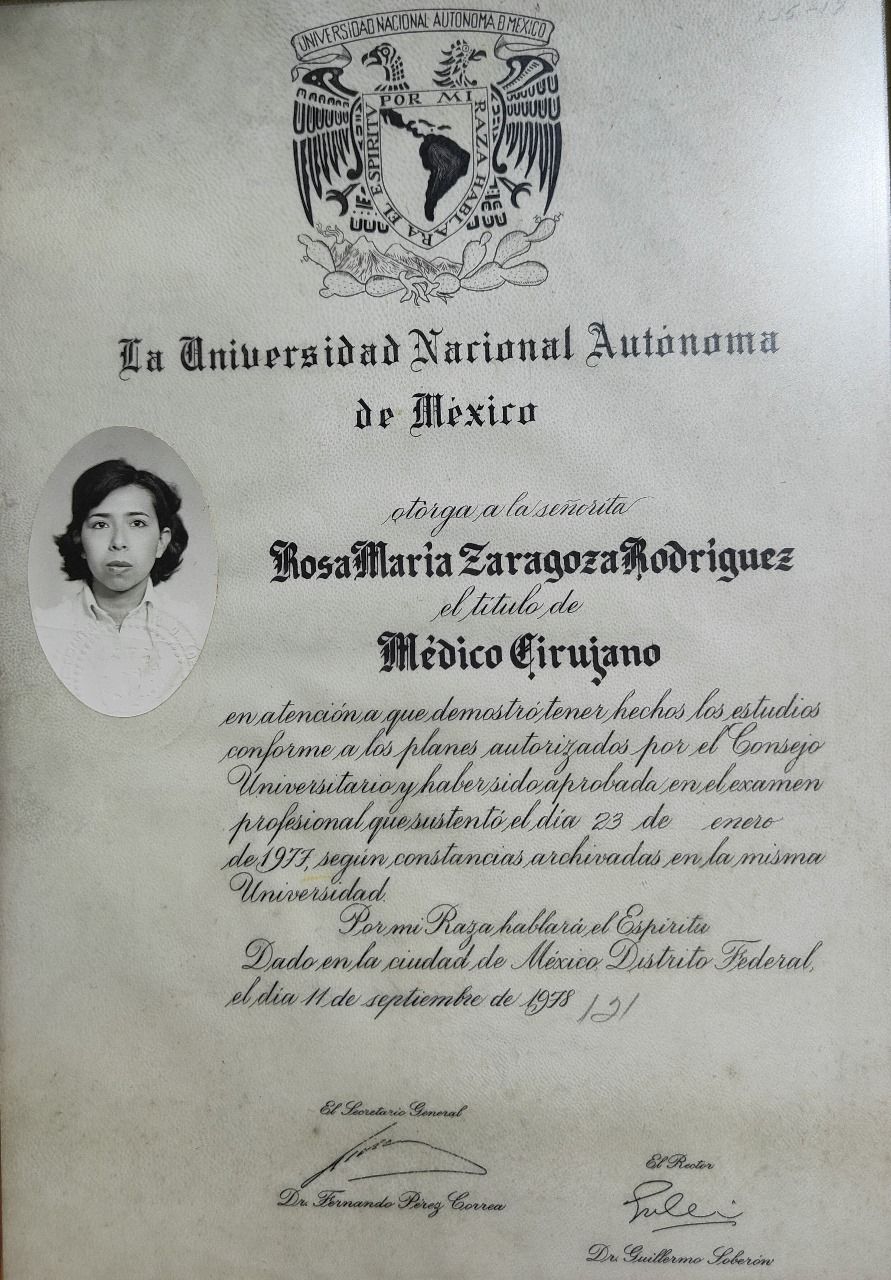 UNIVERSIDAD NACIONAL AUTONOMA D MEXICO
POR MI RAZA HABLARA EL ESPIRITU
La Universidad Nacional Autónoma
de México
otorga a la señorita
Rosa María Zaragoza Rodríguez
el título de
Médico Cirujano
en atención a que demostró tener hechos los estudios
conforme a los planes autorizados por el Consejo
Universitario y haber sido aprobada en el examen
profesional que sustentó el día 23 de enero
de 1977, según constancias archivadas en la misma
Universidad.
Por mi Raza hablará el Espíritu
Dado en la ciudad de México Distrito Federal,
el día 11 de septiembre de 1978
El Secretario General
Dr. Fernando Pérez Correa
El Rector
Dr. Guillermo Soberón